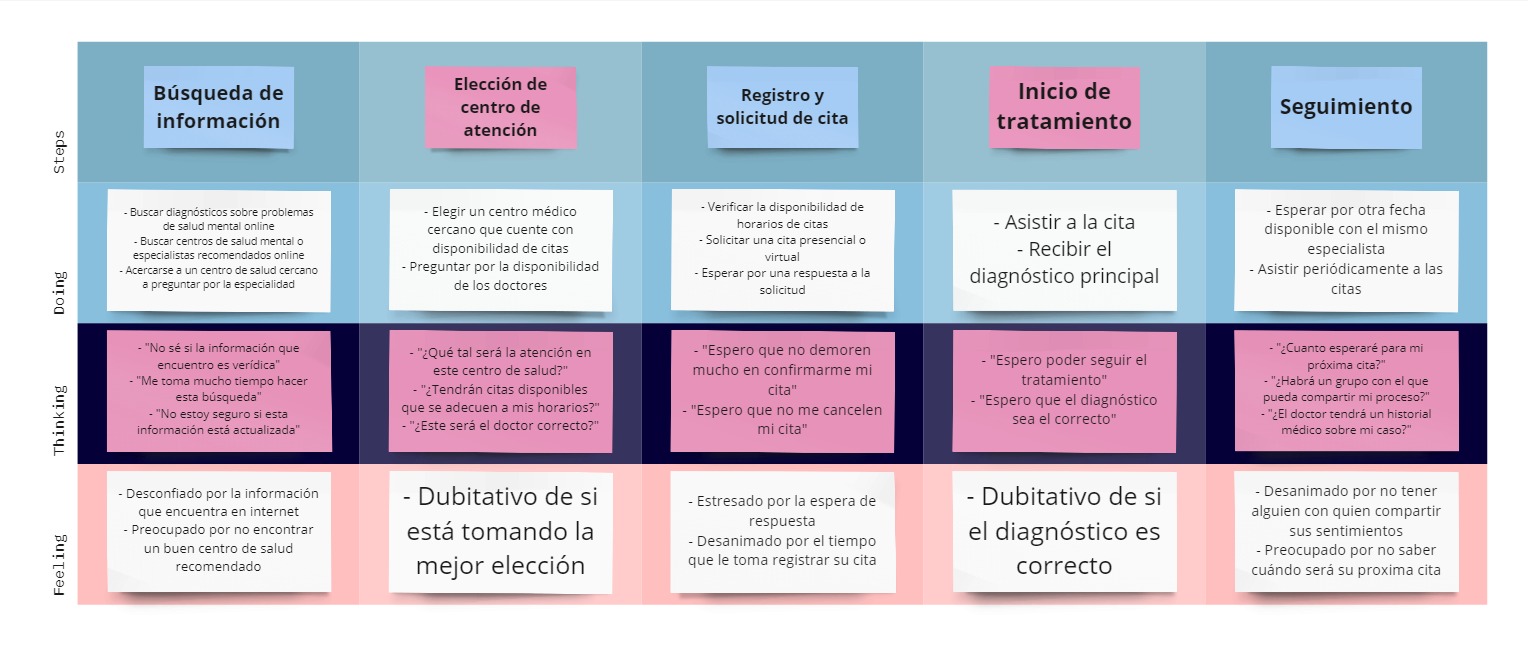 Steps
Búsqueda de
información
Elección de
centro de
atención
Registro y
solicitud de cita
Inicio de
tratamiento
Seguimiento
Doing
- Buscar diagnósticos sobre problemas
de salud mental online
- Buscar centros de salud mental o
especialistas recomendados online
- Acercarse a un centro de salud cercano
a preguntar por la especialidad
- Elegir un centro médico
cercano que cuente con
disponibilidad de citas
- Preguntar por la disponibilidad
de los doctores
- Verificar la disponibilidad de
horarios de citas
- Solicitar una cita presencial o
virtual
- Esperar por una respuesta a la
solicitud
- Asistir a la cita
- Recibir el
diagnóstico principal
- Esperar por otra fecha
disponible con el mismo
especialista
- Asistir periódicamente a las
citas
Thinking
- "No sé si la información que
encuentro es verídica"
- "Me toma mucho tiempo hacer
esta búsqueda"
- "No estoy seguro si esta
información está actualizada"
- "¿Qué tal será la atención en
este centro de salud?"
- "¿Tendrán citas disponibles
que se adecuen a mis horarios?"
- "¿Este será el doctor correcto?"
- "Espero que no demoren
mucho en confirmarme mi
cita"
- "Espero que no me cancelen
mi cita"
- "Espero poder seguir el
tratamiento"
- "Espero que el diagnóstico
sea el correcto"
- "¿Cuanto esperaré para mi
próxima cita?"
- "¿Habrá un grupo con el que
pueda compartir mi proceso?"
- "¿El doctor tendrá un historial
médico sobre mi caso?"
Feeling
- Desconfiado por la información
que encuentra en internet
- Preocupado por no encontrar
un buen centro de salud
recomendado
- Dubitativo de si
está tomando la
mejor elección
- Estresado por la espera de
respuesta
- Desanimado por el tiempo
que le toma registrar su cita
- Dubitativo de si
el diagnóstico es
correcto
- Desanimado por no tener
alguien con quien compartir
sus sentimientos
- Preocupado por no saber
cuándo será su proxima cita